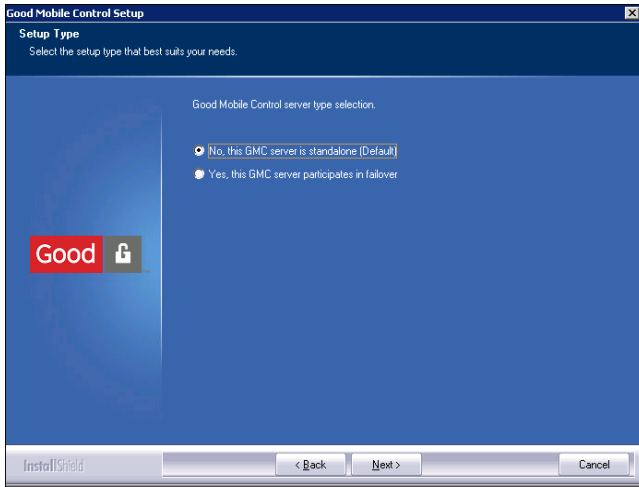 Good Mobile Control Setup
Setup Type
Select the setup type that best suits your needs.
Good Mobile Control server type selection.
No, this GMC server is standalone (Default)
Yes, this GMC server participates in failover
Good
InstallShield
< Back
Next >
Cancel